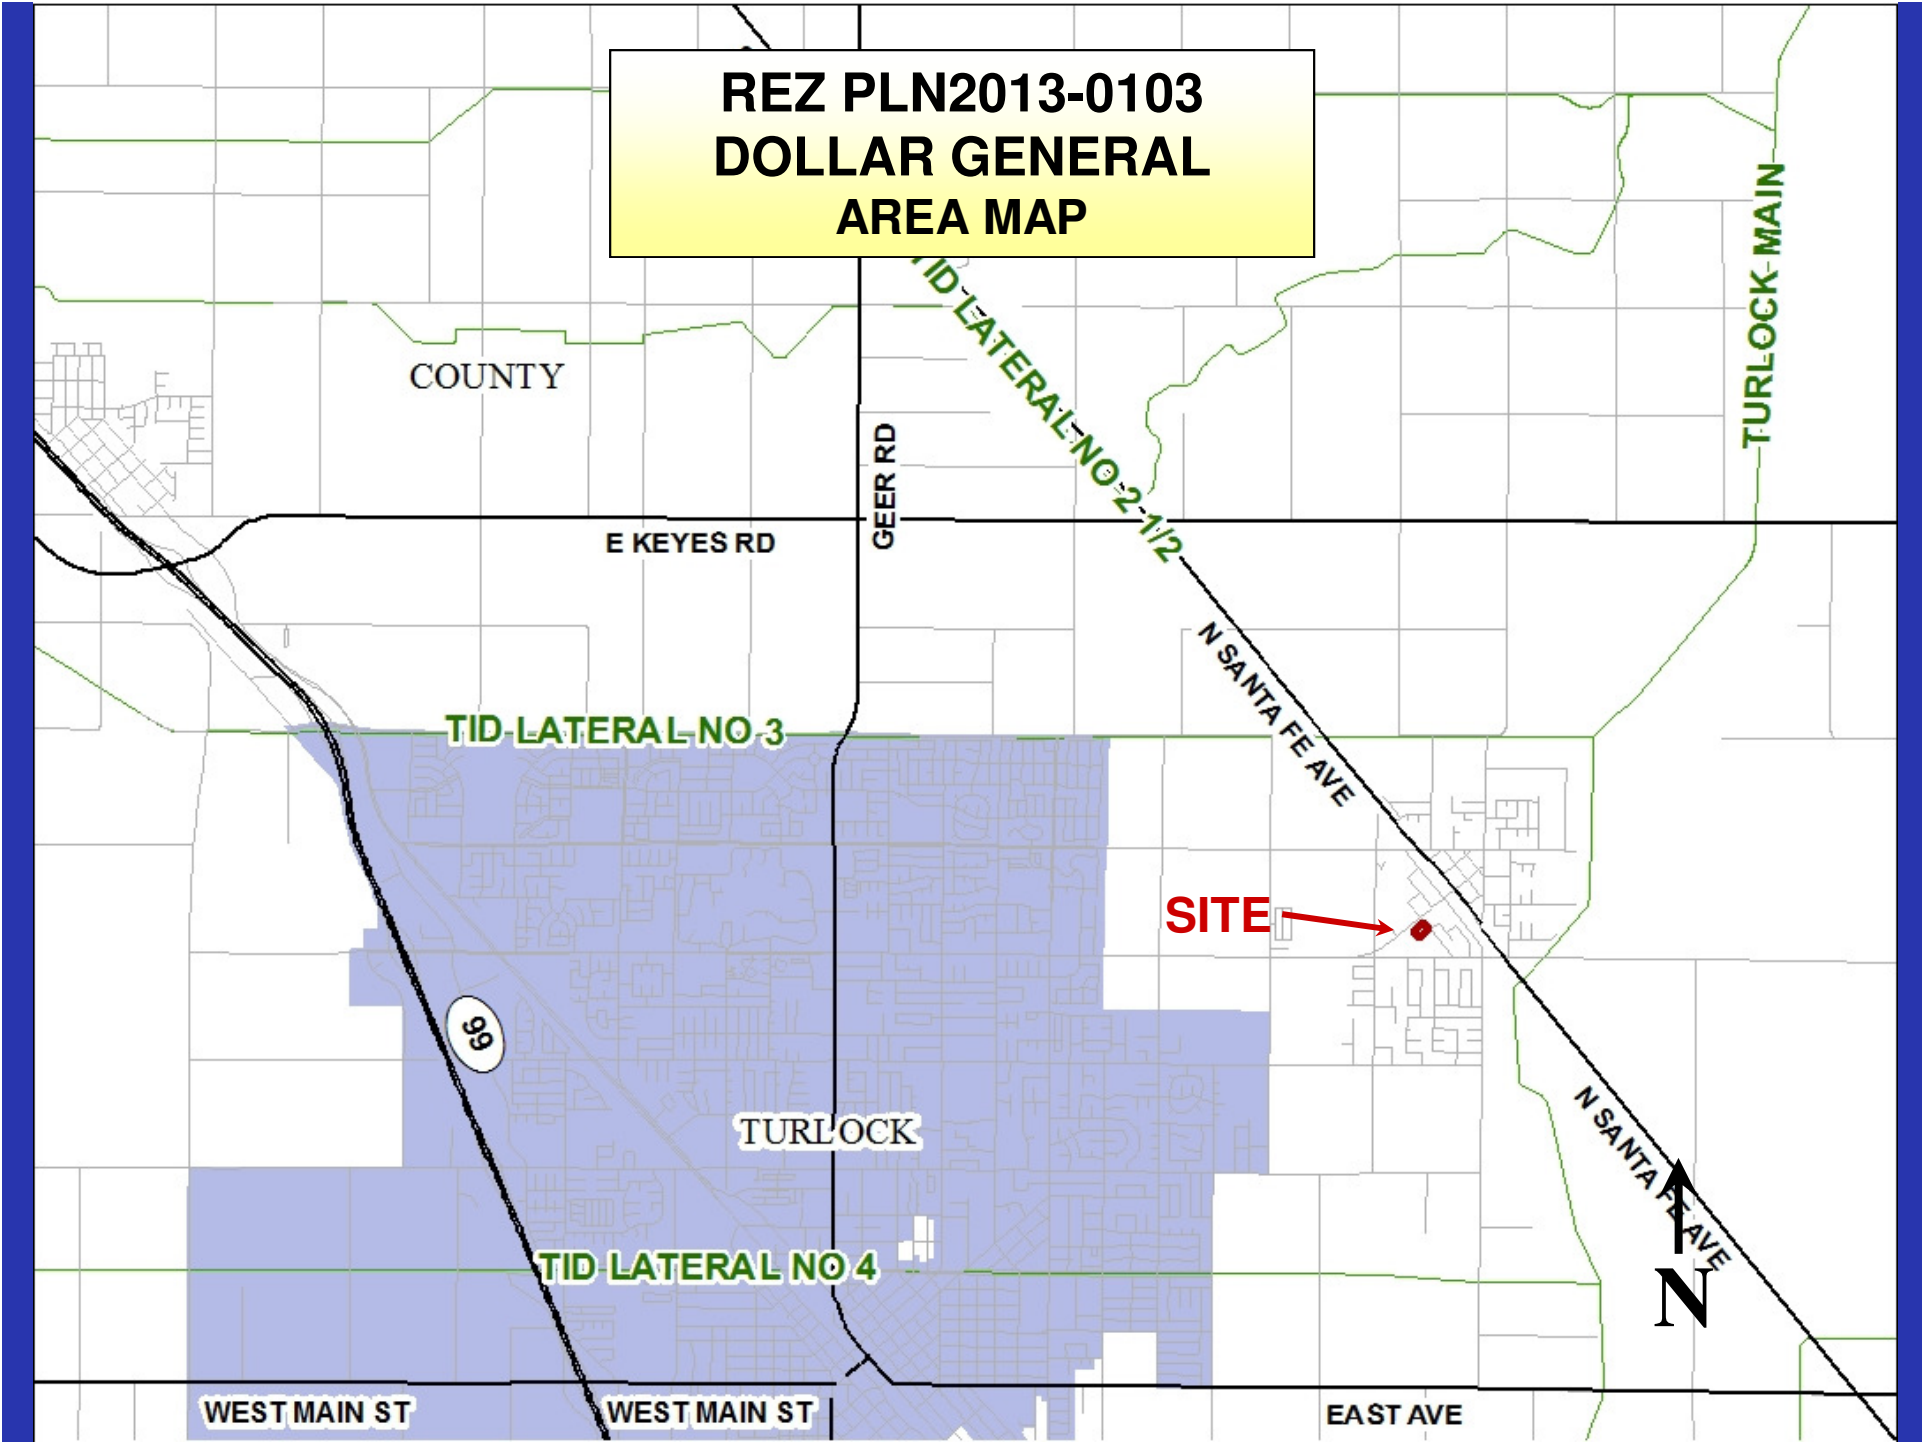 REZ PLN2013-0103
DOLLAR GENERAL
AREA MAP
TURLOCK MAIN
TID LATERAL NO 2 1/2
COUNTY
GEER RD
E KEYES RD
N SANTA FE AVE
TID LATERAL NO 3
SITE
99
TURLOCK
N SANTA FE AVE
TID LATERAL NO 4
N
WEST MAIN ST
WEST MAIN ST
EAST AVE